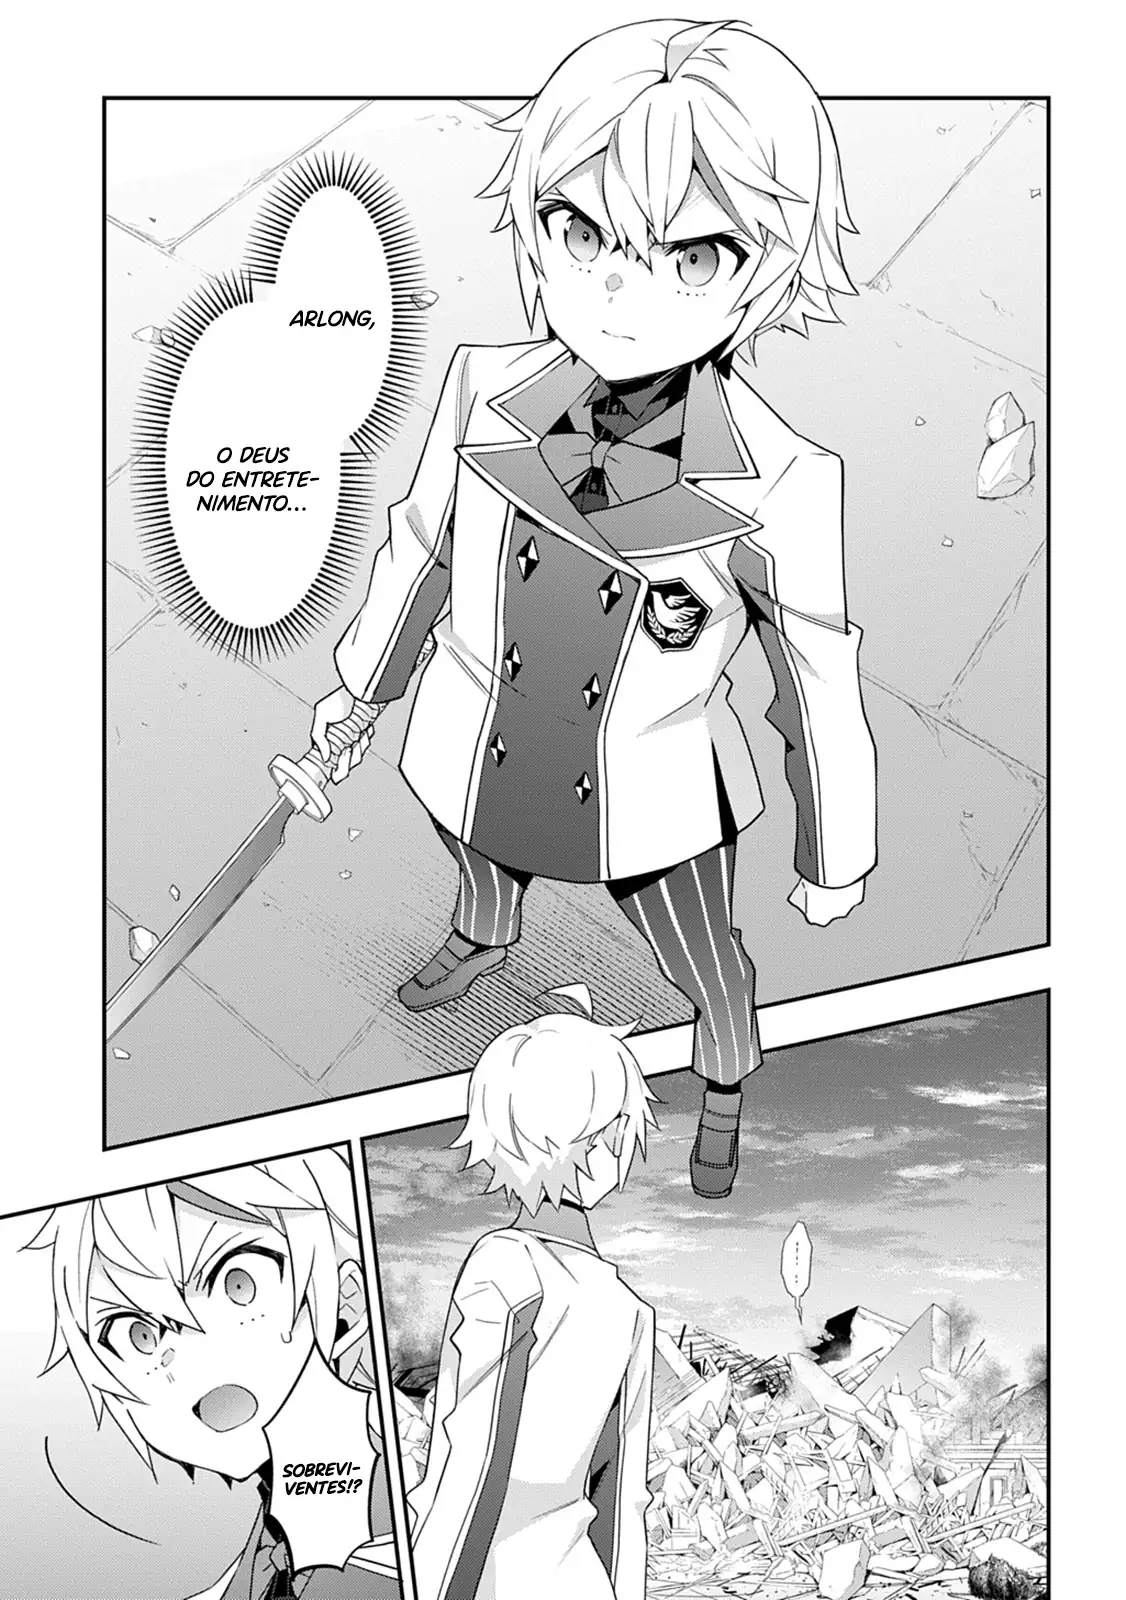 ARLONG,
O DEUS
DO ENTRETE-
NIMENTO...
SOBREVI-
VENTES!?